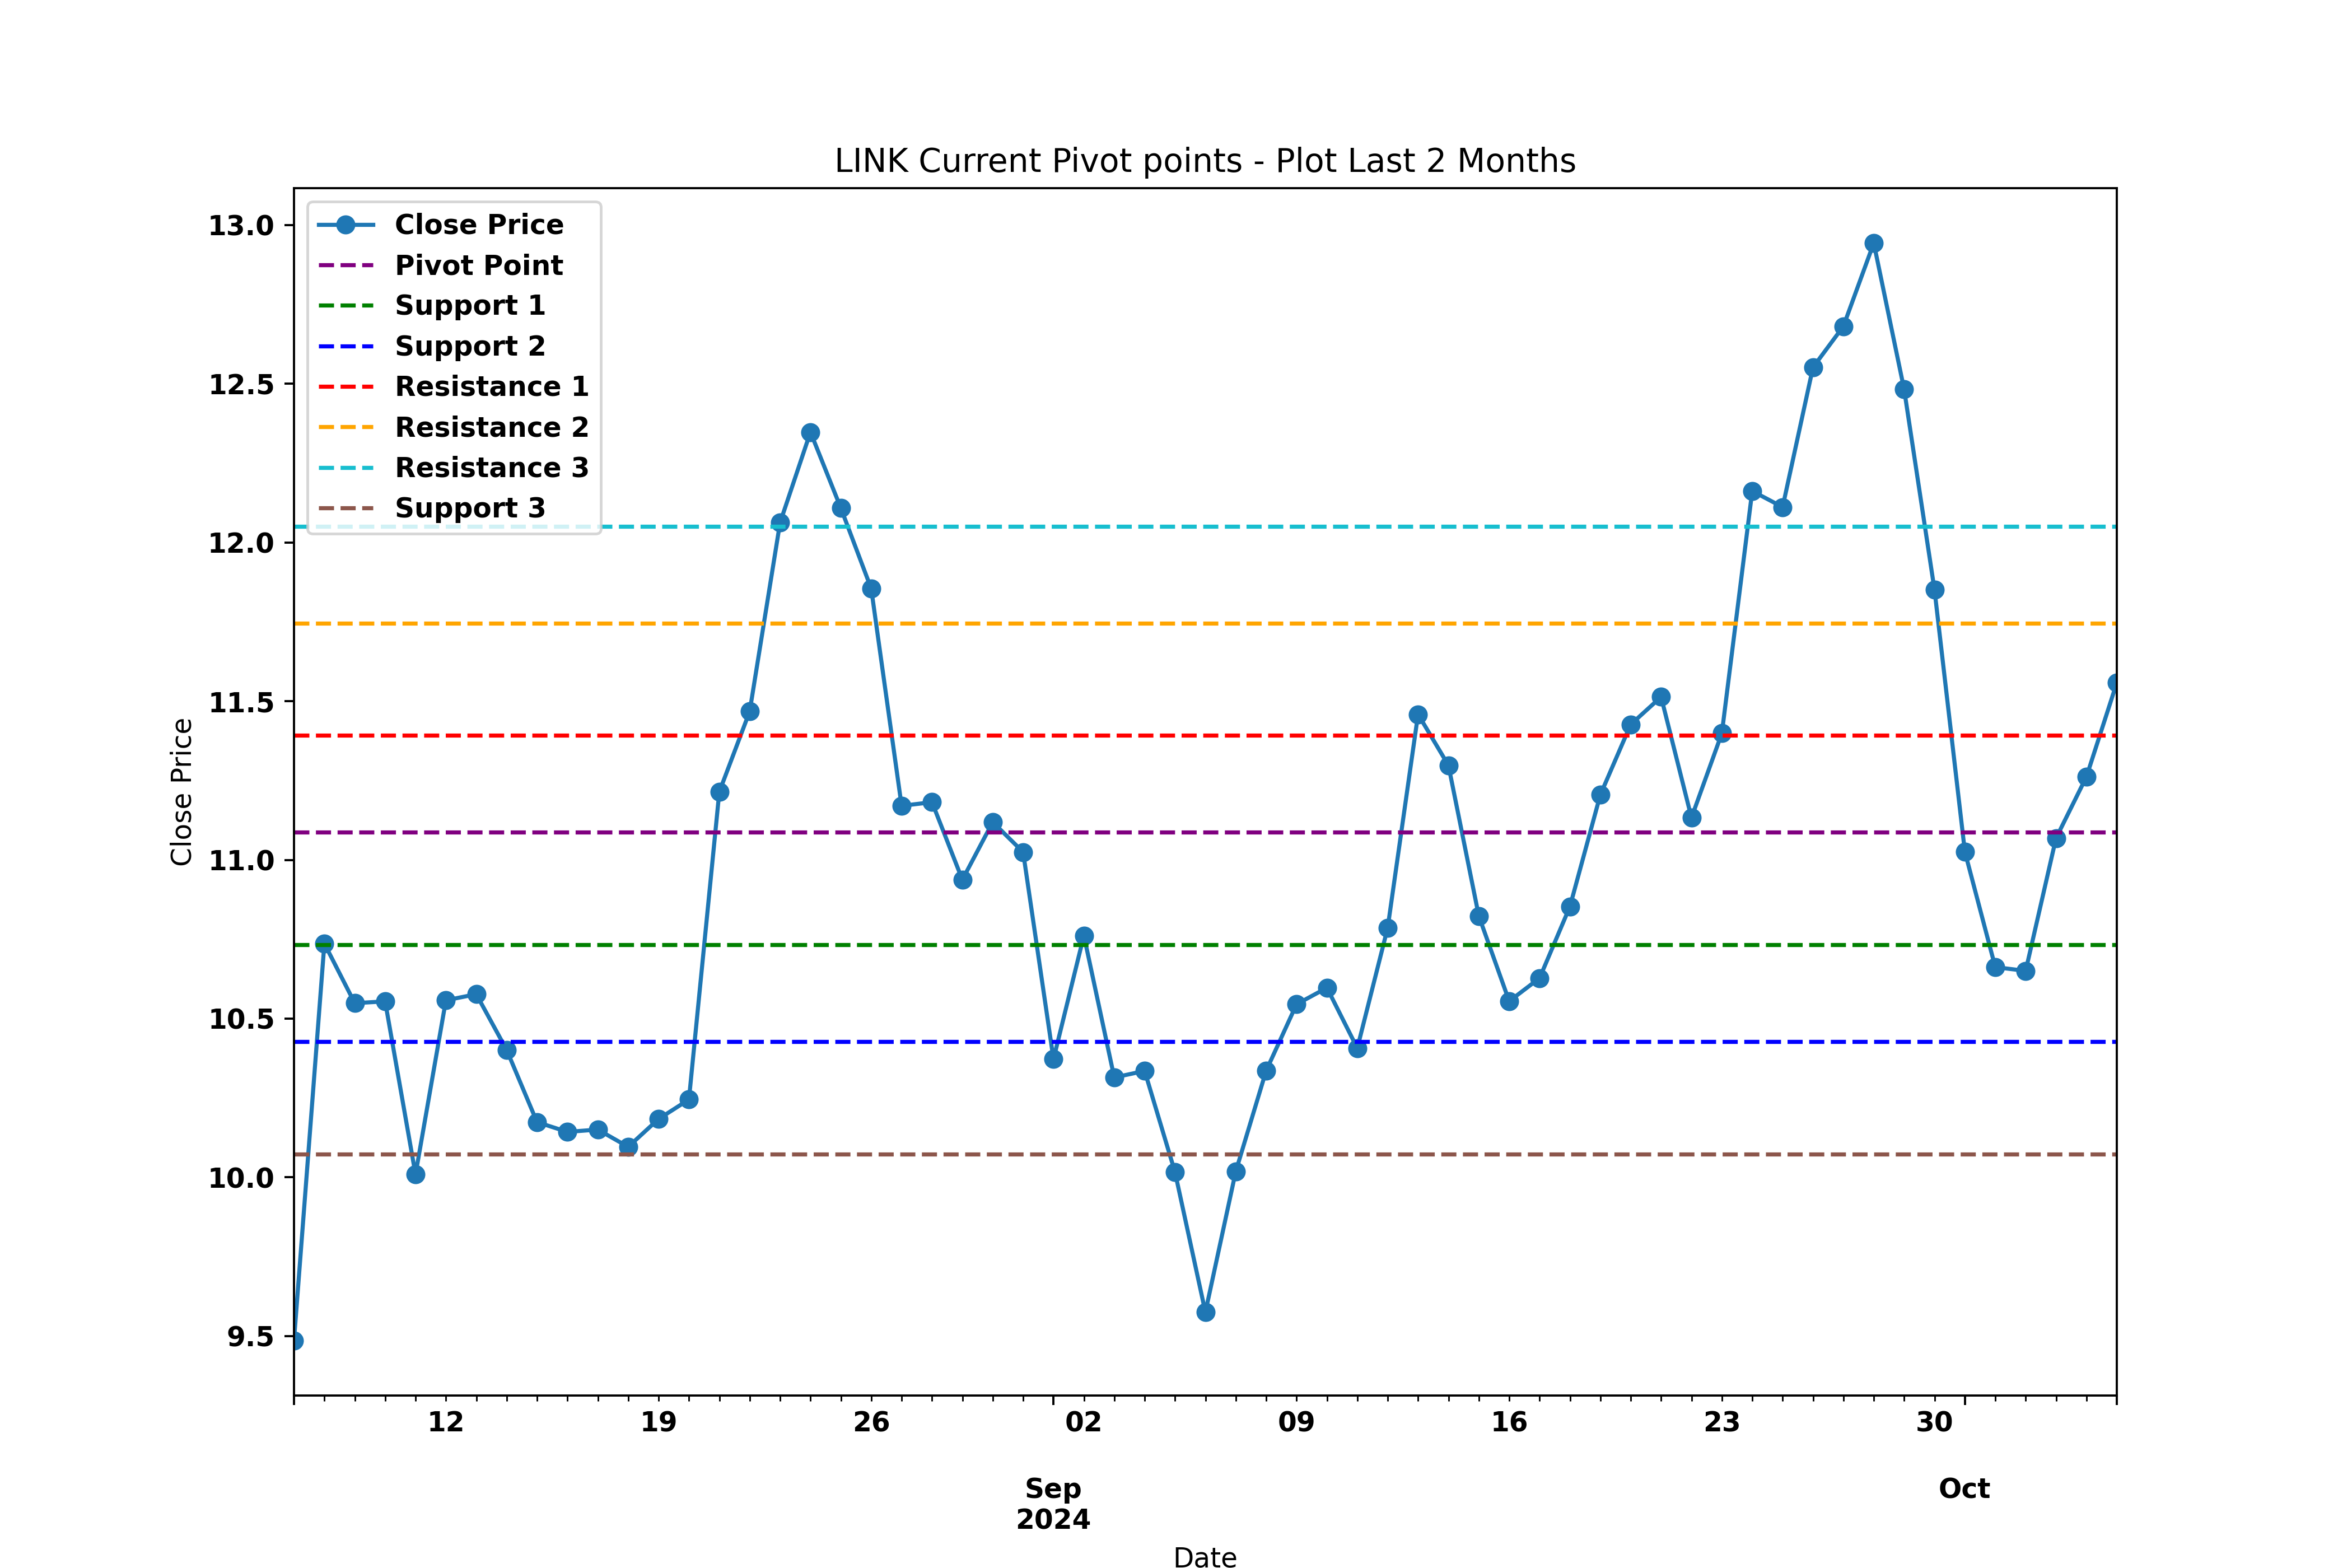 LINK Current Pivot points - Plot Last 2 Months
Close Price
Pivot Point
Support 1
Support 2
Resistance 1
Resistance 2
Resistance 3
Support 3
13.0
12.5
12.0
11.5
11.0
10.5
10.0
9.5
Close Price
12 19 26 02 09 16 23 30
Sep Oct
2024
Date